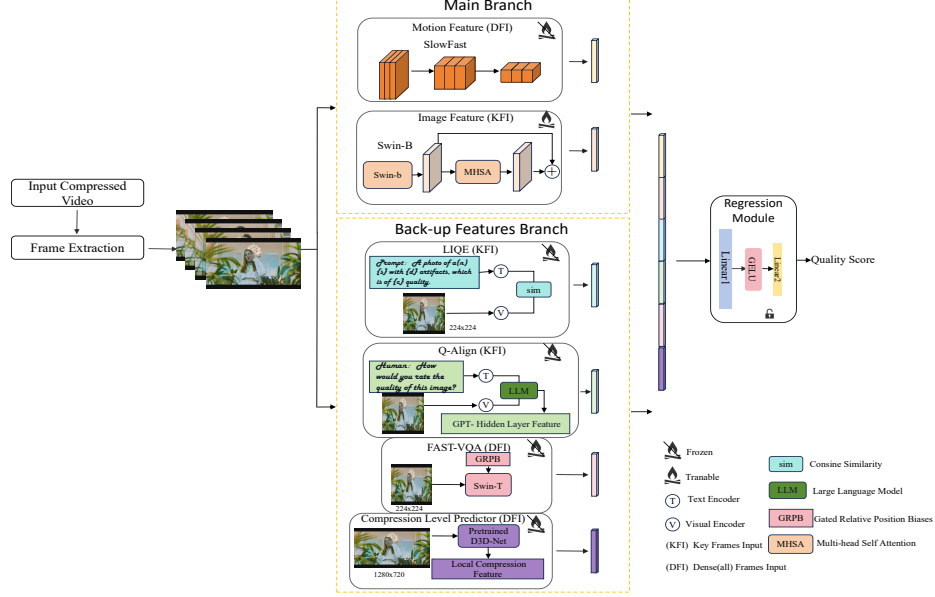 Main Branch
Motion Feature (DFI)
SlowFast
Image Feature (KFI)
Swin-B
Swin-b
MHSA
Input Compressed
Video
Frame Extraction
Back-up Features Branch
LIQE (KFI)
Prompt: A photo of a(n)
{s} with {d} artifacts, which
is of {c} quality.
T
sim
V
224x224
Q-Align (KFI)
Human: How
would you rate the
quality of this image?
T
LLM
V
GPT- Hidden Layer Feature
FAST-VQA (DFI)
GRPB
Swin-T
224x224
Compression Level Predictor (DFI)
Pretrained
D3D-Net
Local Compression
Feature
1280x720
Regression
Module
Linear1
GELU
Linear2
Quality Score
Frozen
Tranable
T Text Encoder
V Visual Encoder
(KFI) Key Frames Input
(DFI) Dense(all) Frames Input
sim Consine Similarity
LLM Large Language Model
GRPB Gated Relative Position Biases
MHSA Multi-head Self Attention